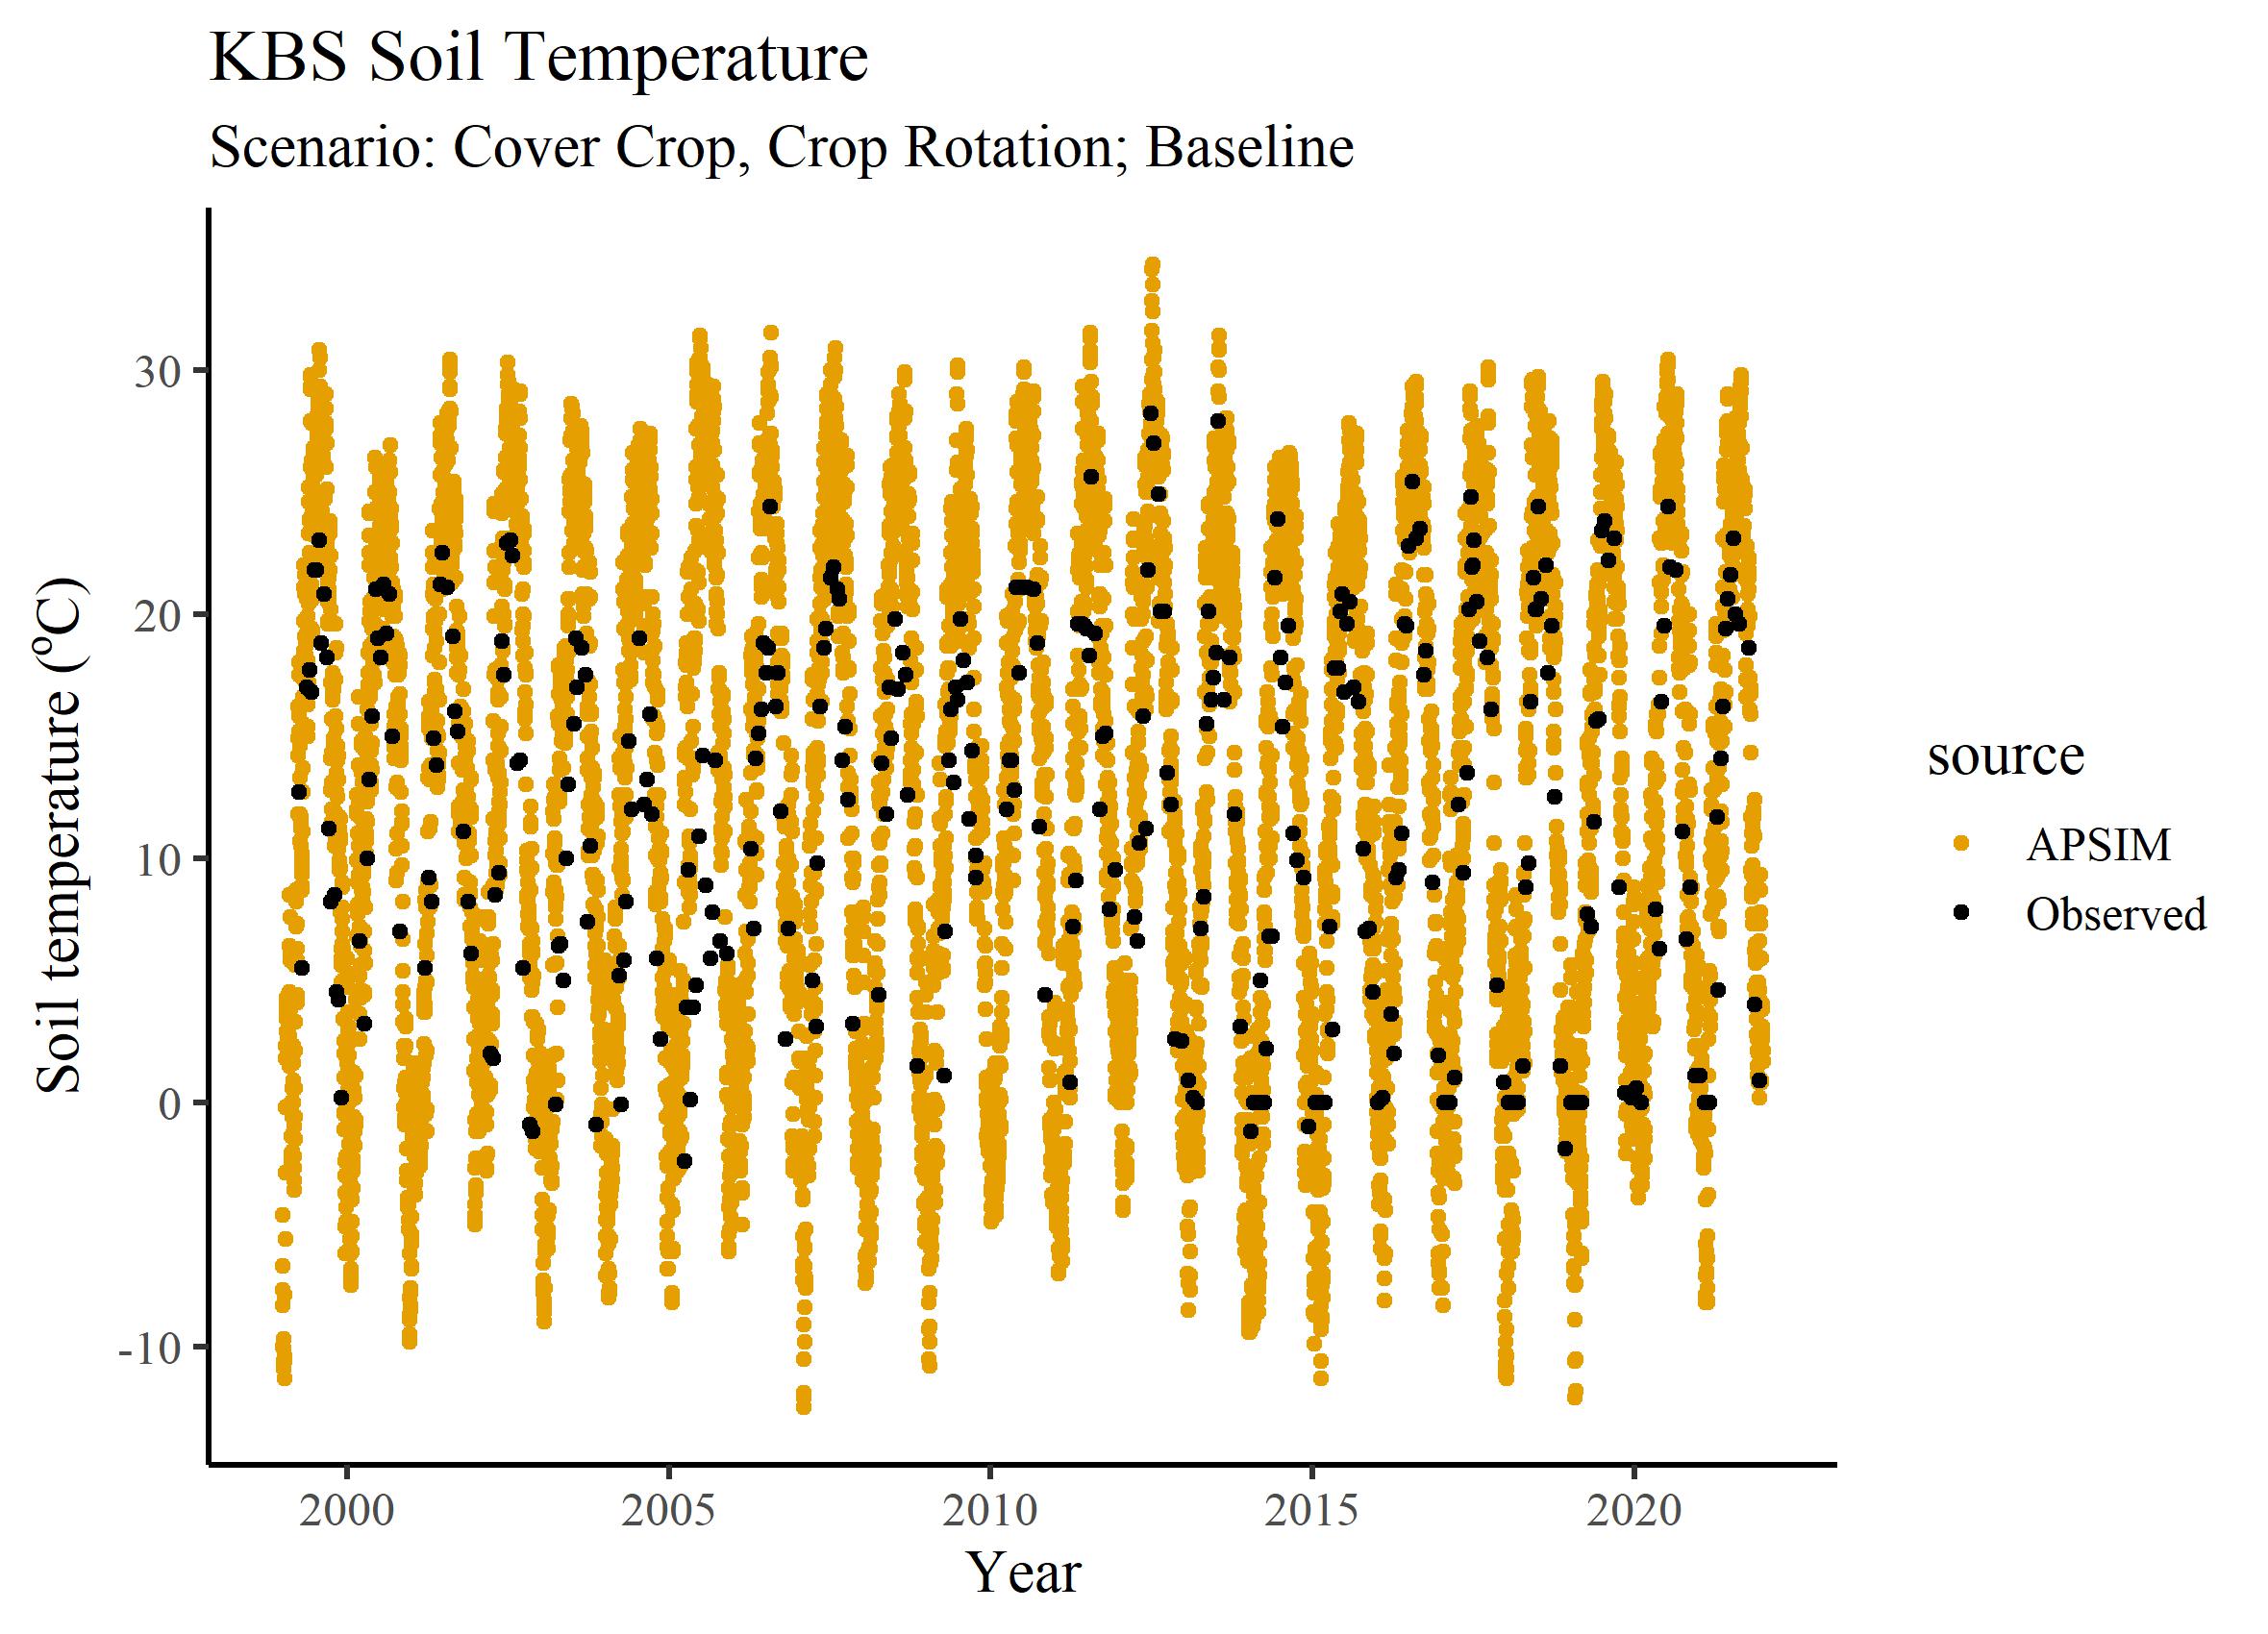 KBS Soil Temperature
Scenario: Cover Crop, Crop Rotation; Baseline
Soil temperature (ºC)
30
20
10
0
-10
2000
2005
2010
2015
2020
Year
source
APSIM
Observed